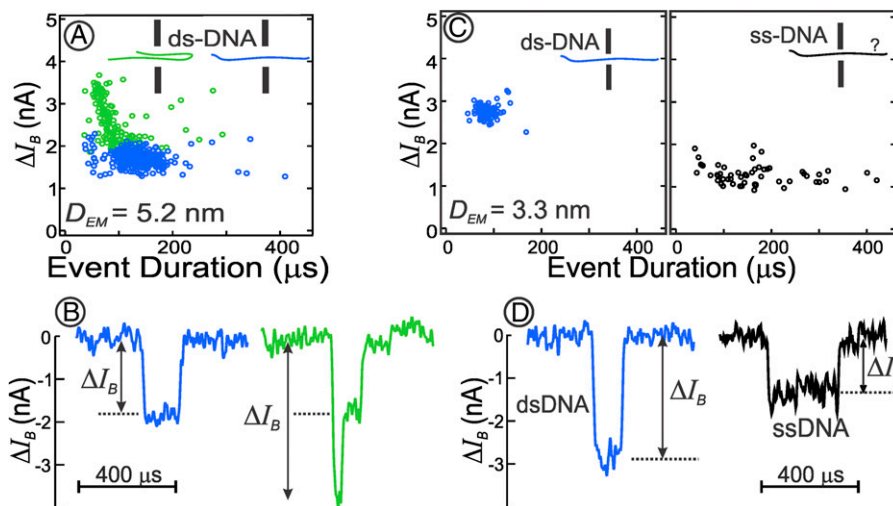 A
ds-DNA
5
4
3
2
1
0
ΔI_B (nA)
D_EM = 5.2 nm
0
200
400
Event Duration (μs)
C
ds-DNA
5
4
3
2
1
0
ΔI_B (nA)
D_EM = 3.3 nm
0
200
400
ss-DNA
?
0
200
400
Event Duration (μs)
B
0
-1
-2
-3
ΔI_B (nA)
ΔI_B
ΔI_B
400 μs
D
0
-1
-2
-3
ΔI_B (nA)
dsDNA
ΔI_B
ssDNA
ΔI
400 μs